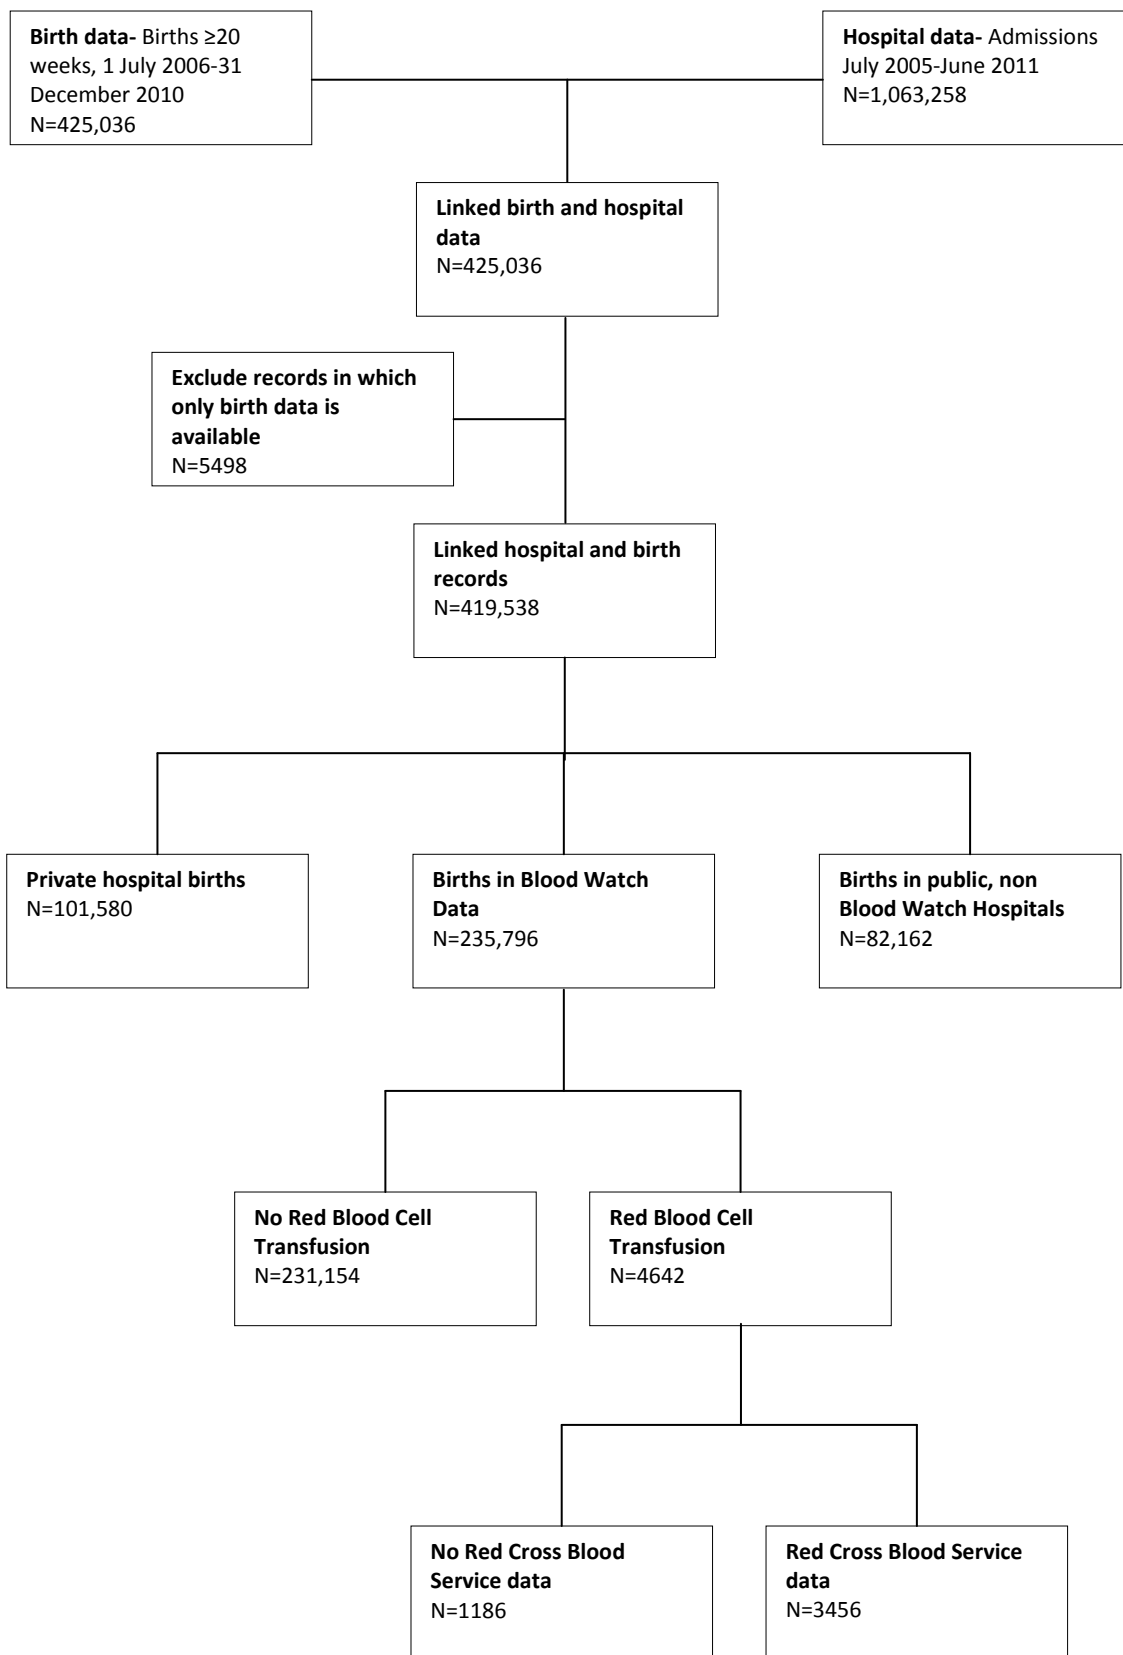 Birth data- Births ≥20
weeks, 1 July 2006-31
December 2010
N=425,036
Hospital data- Admissions
July 2005-June 2011
N=1,063,258
Linked birth and hospital
data
N=425,036
Exclude records in which
only birth data is
available
N=5498
Linked hospital and birth
records
N=419,538
Private hospital births
N=101,580
Births in Blood Watch
Data
N=235,796
Births in public, non
Blood Watch Hospitals
N=82,162
No Red Blood Cell
Transfusion
N=231,154
Red Blood Cell
Transfusion
N=4642
No Red Cross Blood
Service data
N=1186
Red Cross Blood Service
data
N=3456